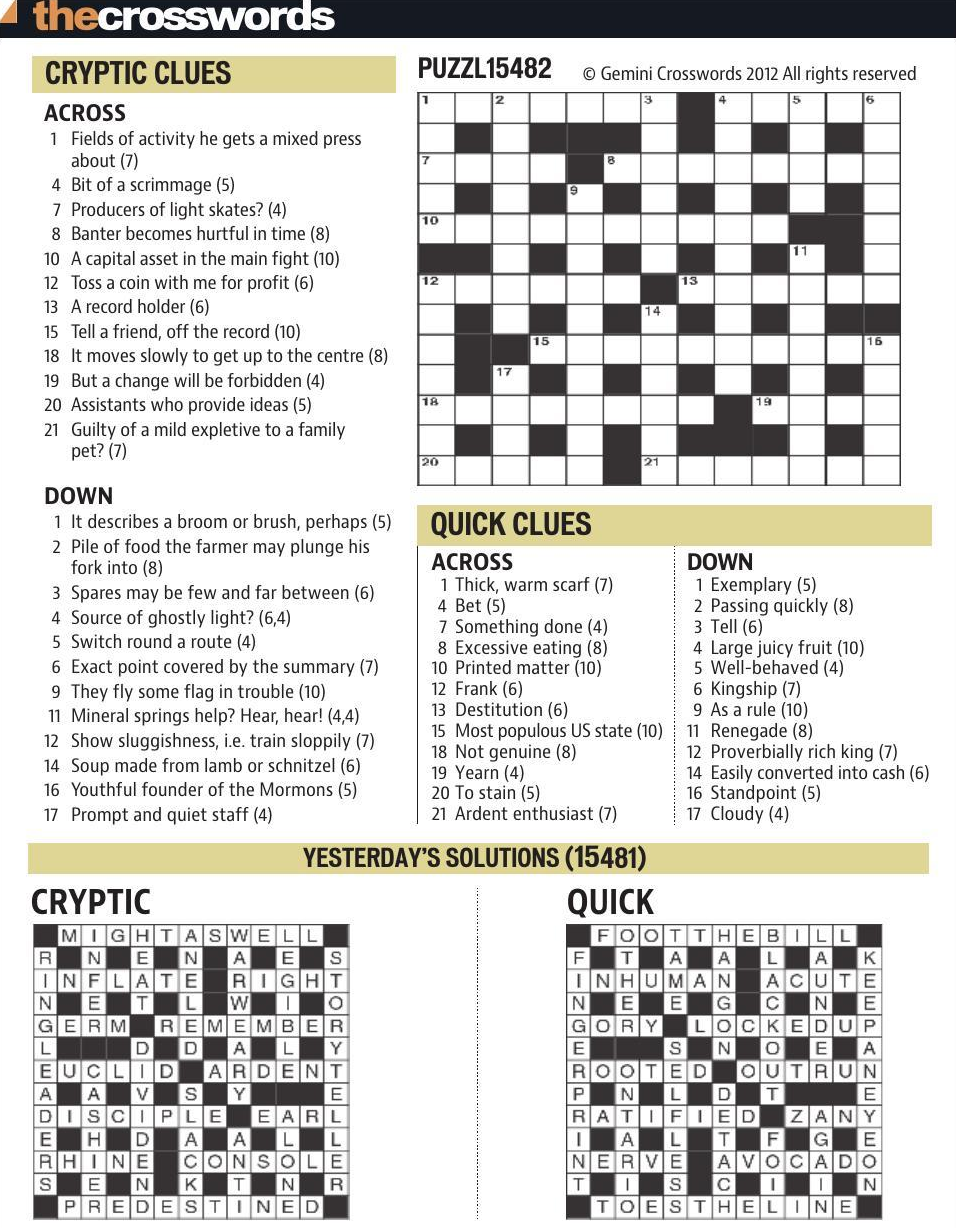 thecrosswords
CRYPTIC CLUES
ACROSS
1 Fields of activity he gets a mixed press
about (7)
4 Bit of a scrimmage (5)
7 Producers of light skates? (4)
8 Banter becomes hurtful in time (8)
10 A capital asset in the main fight (10)
12 Toss a coin with me for profit (6)
13 A record holder (6)
15 Tell a friend, off the record (10)
18 It moves slowly to get up to the centre (8)
19 But a change will be forbidden (4)
20 Assistants who provide ideas (5)
21 Guilty of a mild expletive to a family
pet? (7)
DOWN
1 It describes a broom or brush, perhaps (5)
2 Pile of food the farmer may plunge his
fork into (8)
3 Spares may be few and far between (6)
4 Source of ghostly light? (6,4)
5 Switch round a route (4)
6 Exact point covered by the summary (7)
9 They fly some flag in trouble (10)
11 Mineral springs help? Hear, hear! (4,4)
12 Show sluggishness, i.e. train sloppily (7)
14 Soup made from lamb or schnitzel (6)
16 Youthful founder of the Mormons (5)
17 Prompt and quiet staff (4)
PUZZL15482 © Gemini Crosswords 2012 All rights reserved
1 2 3 4 5 6
7 8
9
10
11
12 13
14
15 16
17
18 19
20 21
QUICK CLUES
ACROSS
1 Thick, warm scarf (7)
4 Bet (5)
7 Something done (4)
8 Excessive eating (8)
10 Printed matter (10)
12 Frank (6)
13 Destitution (6)
15 Most populous US state (10)
18 Not genuine (8)
19 Yearn (4)
20 To stain (5)
21 Ardent enthusiast (7)
DOWN
1 Exemplary (5)
2 Passing quickly (8)
3 Tell (6)
4 Large juicy fruit (10)
5 Well-behaved (4)
6 Kingship (7)
9 As a rule (10)
11 Renegade (8)
12 Proverbially rich king (7)
14 Easily converted into cash (6)
16 Standpoint (5)
17 Cloudy (4)
YESTERDAY'S SOLUTIONS (15481)
CRYPTIC
MIGHTASWELL
R N E N A E S
INFLATE RIGHT
N E T L W I O
GERM REMEMBER
L D D A L Y
EUCLID ARDENT
A A V S Y E
DISCIPLE EARL
E H D A A L L
RHINE CONSOLE
S E N K T N R
PREDESTINED
QUICK
FOOTTHEBILL
F T A A L A K
INHUMAN ACUTE
N E E G C N E
GORY LOCKEDUP
E S N O E A
ROOTED OUTRUN
P N L D T E
RATIFIED ZANY
I A L T F G E
NERVE AVOCADO
T I S C I I N
TOESTHELINE